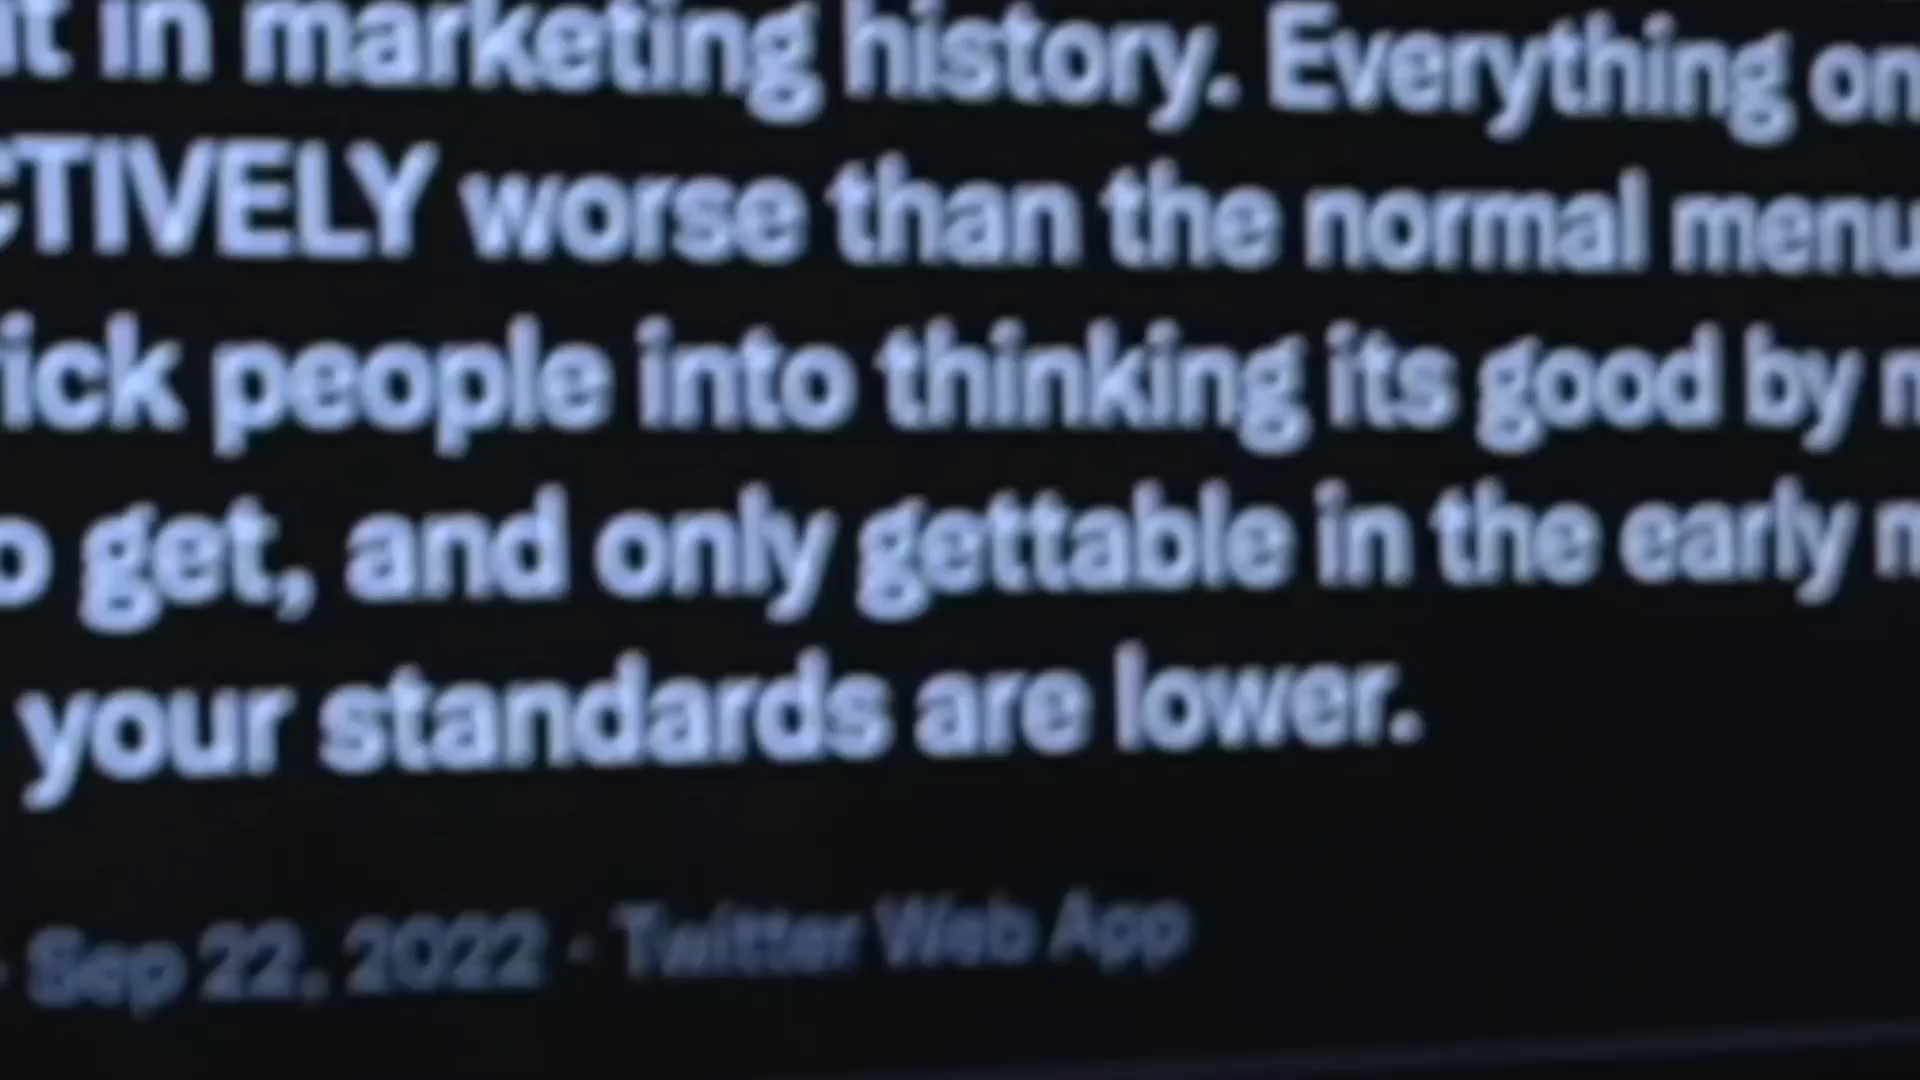 in marketing history. Everything on
CTIVELY worse than the normal menu
ick people into thinking its good by
get, and only gettable in the early
your standards are lower.
Sep 22, 2022 · Twitter Web App